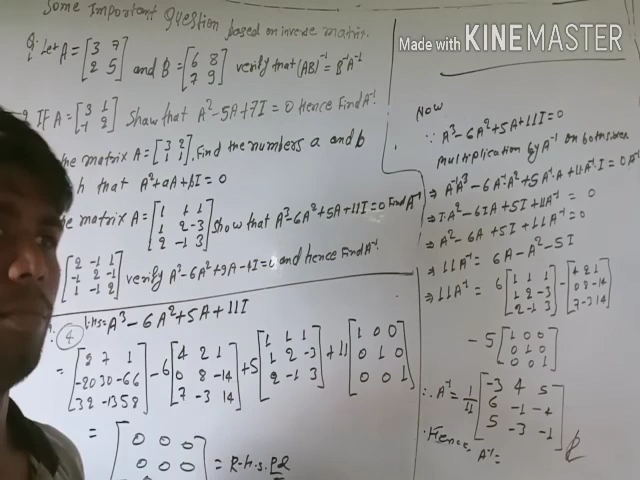 Some Important Question based on inverse matrix.
Made with KINEMASTER
Q. Let A = [3 7; 2 5] and B = [6 8; 7 9] verify that (AB)⁻¹ = B⁻¹A⁻¹
IF A = [3 1; -1 2] Shaw that A² - 5A + 7I = 0 Hence Find A⁻¹.
the matrix A = [3 2; 1 1]. Find the numbers a and b
h that A² + aA + bI = 0
matrix A = [1 1 1; 1 2 -3; 2 -1 3] Show that A³ - 6A² + 5A + 11I = 0 Find A⁻¹
[2 -1 1; -1 2 -1; 1 -1 2] verify A³ - 6A² + 9A - 4I = 0 and hence Find A⁻¹.
④ L.H.S = A³ - 6A² + 5A + 11I
= [8 7 1; -20 30 -66; 32 -13 58] - 6 [4 2 1; 0 8 -14; 7 -3 14] + 5 [1 1 1; 1 2 -3; 2 -1 3] + 11 [1 0 0; 0 1 0; 0 0 1]
= [0 0 0; 0 0 0 = R.H.S.
Now
∵ A³ - 6A² + 5A + 11I = 0
Multiplication by A⁻¹ on both sides
⇒ A⁻¹A³ - 6A⁻¹A² + 5A⁻¹A + 11A⁻¹I = 0A⁻¹
⇒ I.A² - 6IA + 5I + 11A⁻¹ = 0
⇒ A² - 6A + 5I + 11A⁻¹ = 0
⇒ 11A⁻¹ = 6A - A² - 5I
⇒ 11A⁻¹ = 6 [1 1 1; 1 2 -3; 2 -1 3] - [4 2 1; 0 8 -14; 7 -3 14]
- 5 [1 0 0; 0 1 0; 0 0 1]
∴ A⁻¹ = 1/11 [-3 4 5; 6 -1 -4; 5 -3 -1]
Hence, A⁻¹ =